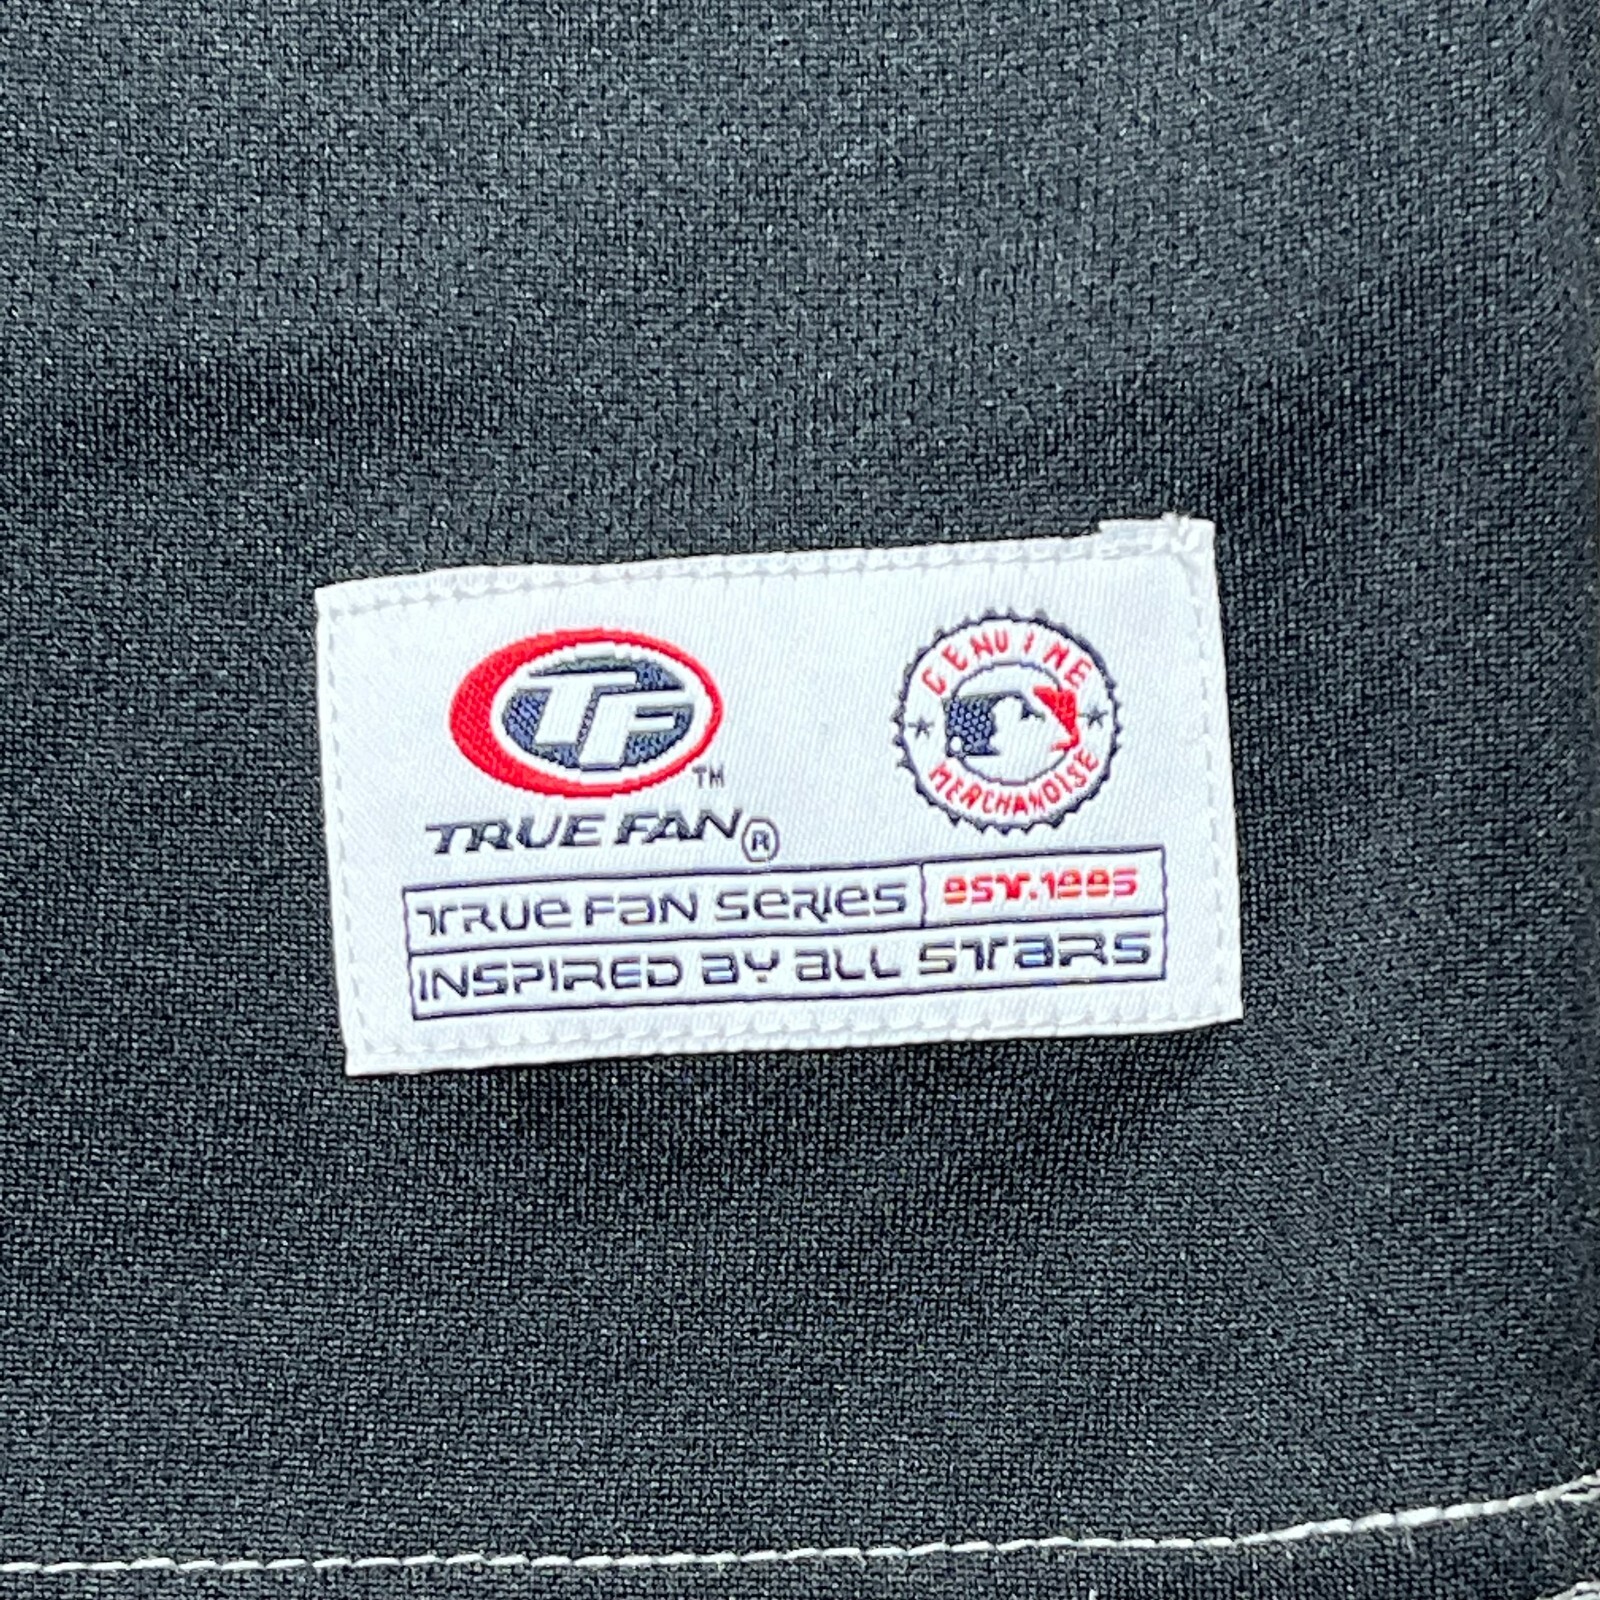 TF
TM
TRUE FAN ®
GENUINE
MERCHANDISE
TRUE FAN SERIES EST.1995
INSPIRED BY ALL STARS